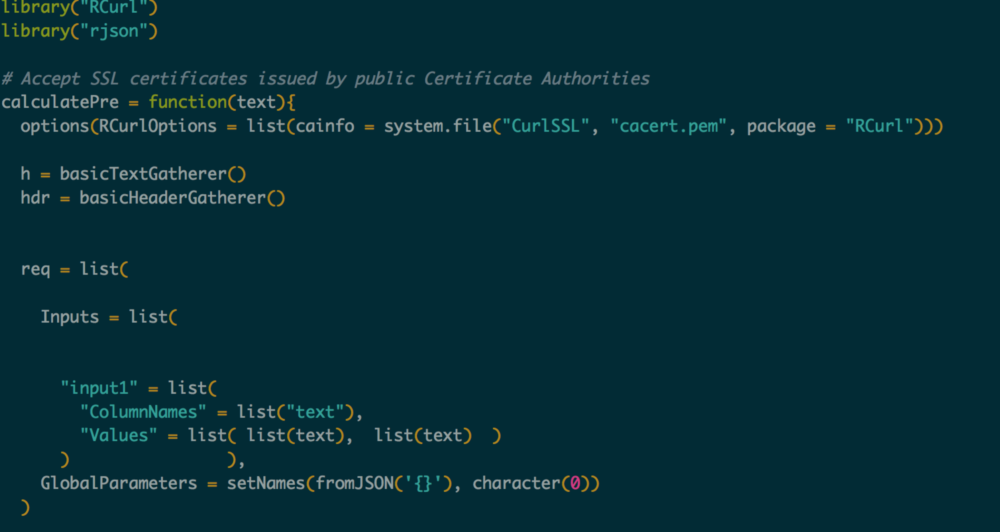 library("RCurl")
library("rjson")
# Accept SSL certificates issued by public Certificate Authorities
calculatePre = function(text){
  options(RCurlOptions = list(cainfo = system.file("CurlSSL", "cacert.pem", package = "RCurl")))
  h = basicTextGatherer()
  hdr = basicHeaderGatherer()
  req = list(
    Inputs = list(
      "input1" = list(
        "ColumnNames" = list("text"),
        "Values" = list( list(text),  list(text)  )
      )                ),
    GlobalParameters = setNames(fromJSON('{}'), character(0))
  )